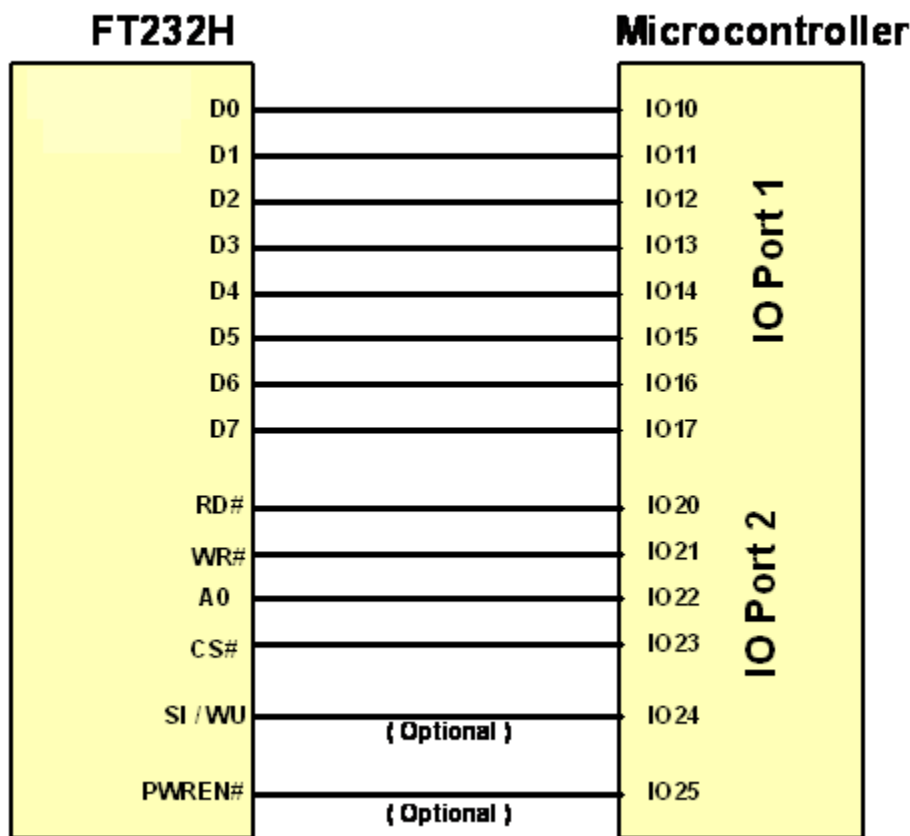 FT232H Microcontroller
D0 IO10
D1 IO11
D2 IO12
D3 IO13
D4 IO14
D5 IO15
D6 IO16
D7 IO17
IO Port 1
RD# IO20
WR# IO21
A0 IO22
CS# IO23
SI / WU ( Optional ) IO24
PWREN# ( Optional ) IO25
IO Port 2